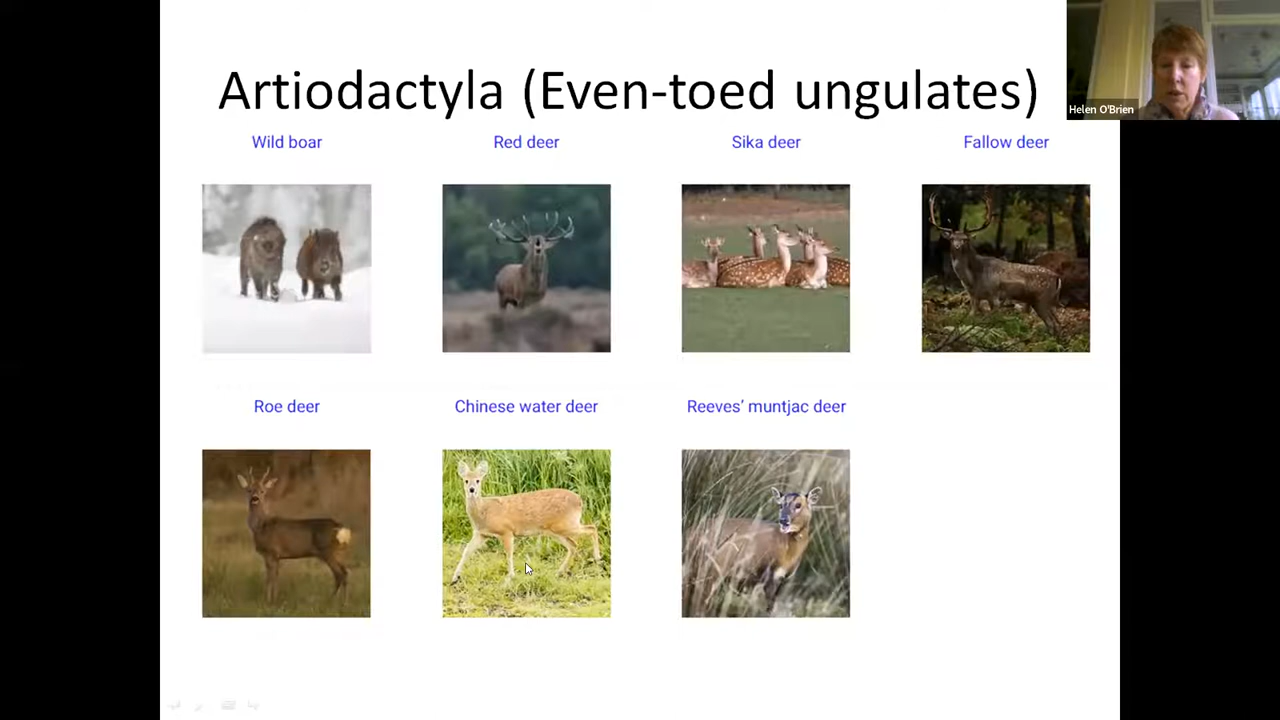 Artiodactyla (Even-toed ungulates)
Helen O'Brien
Wild boar
Red deer
Sika deer
Fallow deer
Roe deer
Chinese water deer
Reeves’ muntjac deer